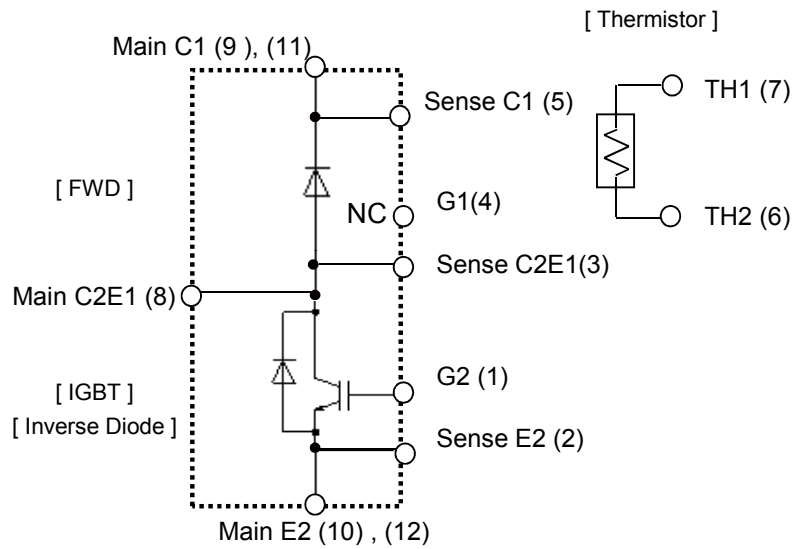 [ Thermistor ]
Main C1 (9 ) , (11)
Sense C1 (5)
TH1 (7)
[ FWD ]
NC
G1(4)
TH2 (6)
Sense C2E1(3)
Main C2E1 (8)
G2 (1)
[ IGBT ]
[ Inverse Diode ]
Sense E2 (2)
Main E2 (10) , (12)